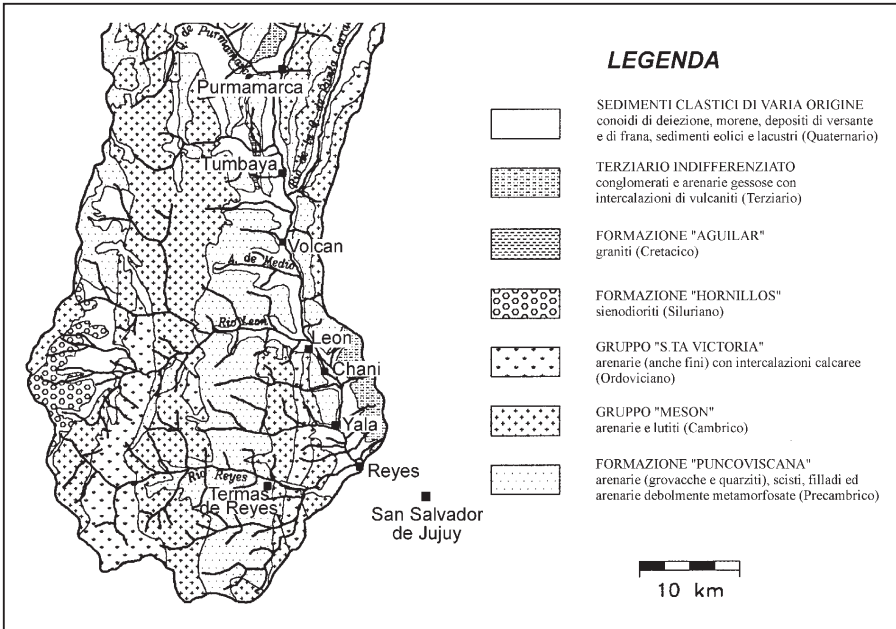 Q. de Purmamarca
Purmamarca
Tumbaya
Volcan
A. de Medio
Rio Leon
Leon
Chani
Yala
Rio Reyes
Reyes
Termas
de Reyes
San Salvador
de Jujuy
LEGENDA
SEDIMENTI CLASTICI DI VARIA ORIGINE
conoidi di deiezione, morene, depositi di versante
e di frana, sedimenti eolici e lacustri (Quaternario)
TERZIARIO INDIFFERENZIATO
conglomerati e arenarie gessose con
intercalazioni di vulcaniti (Terziario)
FORMAZIONE "AGUILAR"
graniti (Cretacico)
FORMAZIONE "HORNILLOS"
sienodioriti (Siluriano)
GRUPPO "S.TA VICTORIA"
arenarie (anche fini) con intercalazioni calcaree
(Ordoviciano)
GRUPPO "MESON"
arenarie e lutiti (Cambrico)
FORMAZIONE "PUNCOVISCANA"
arenarie (grovacche e quarziti), scisti, filladi ed
arenarie debolmente metamorfosate (Precambrico)
10 km